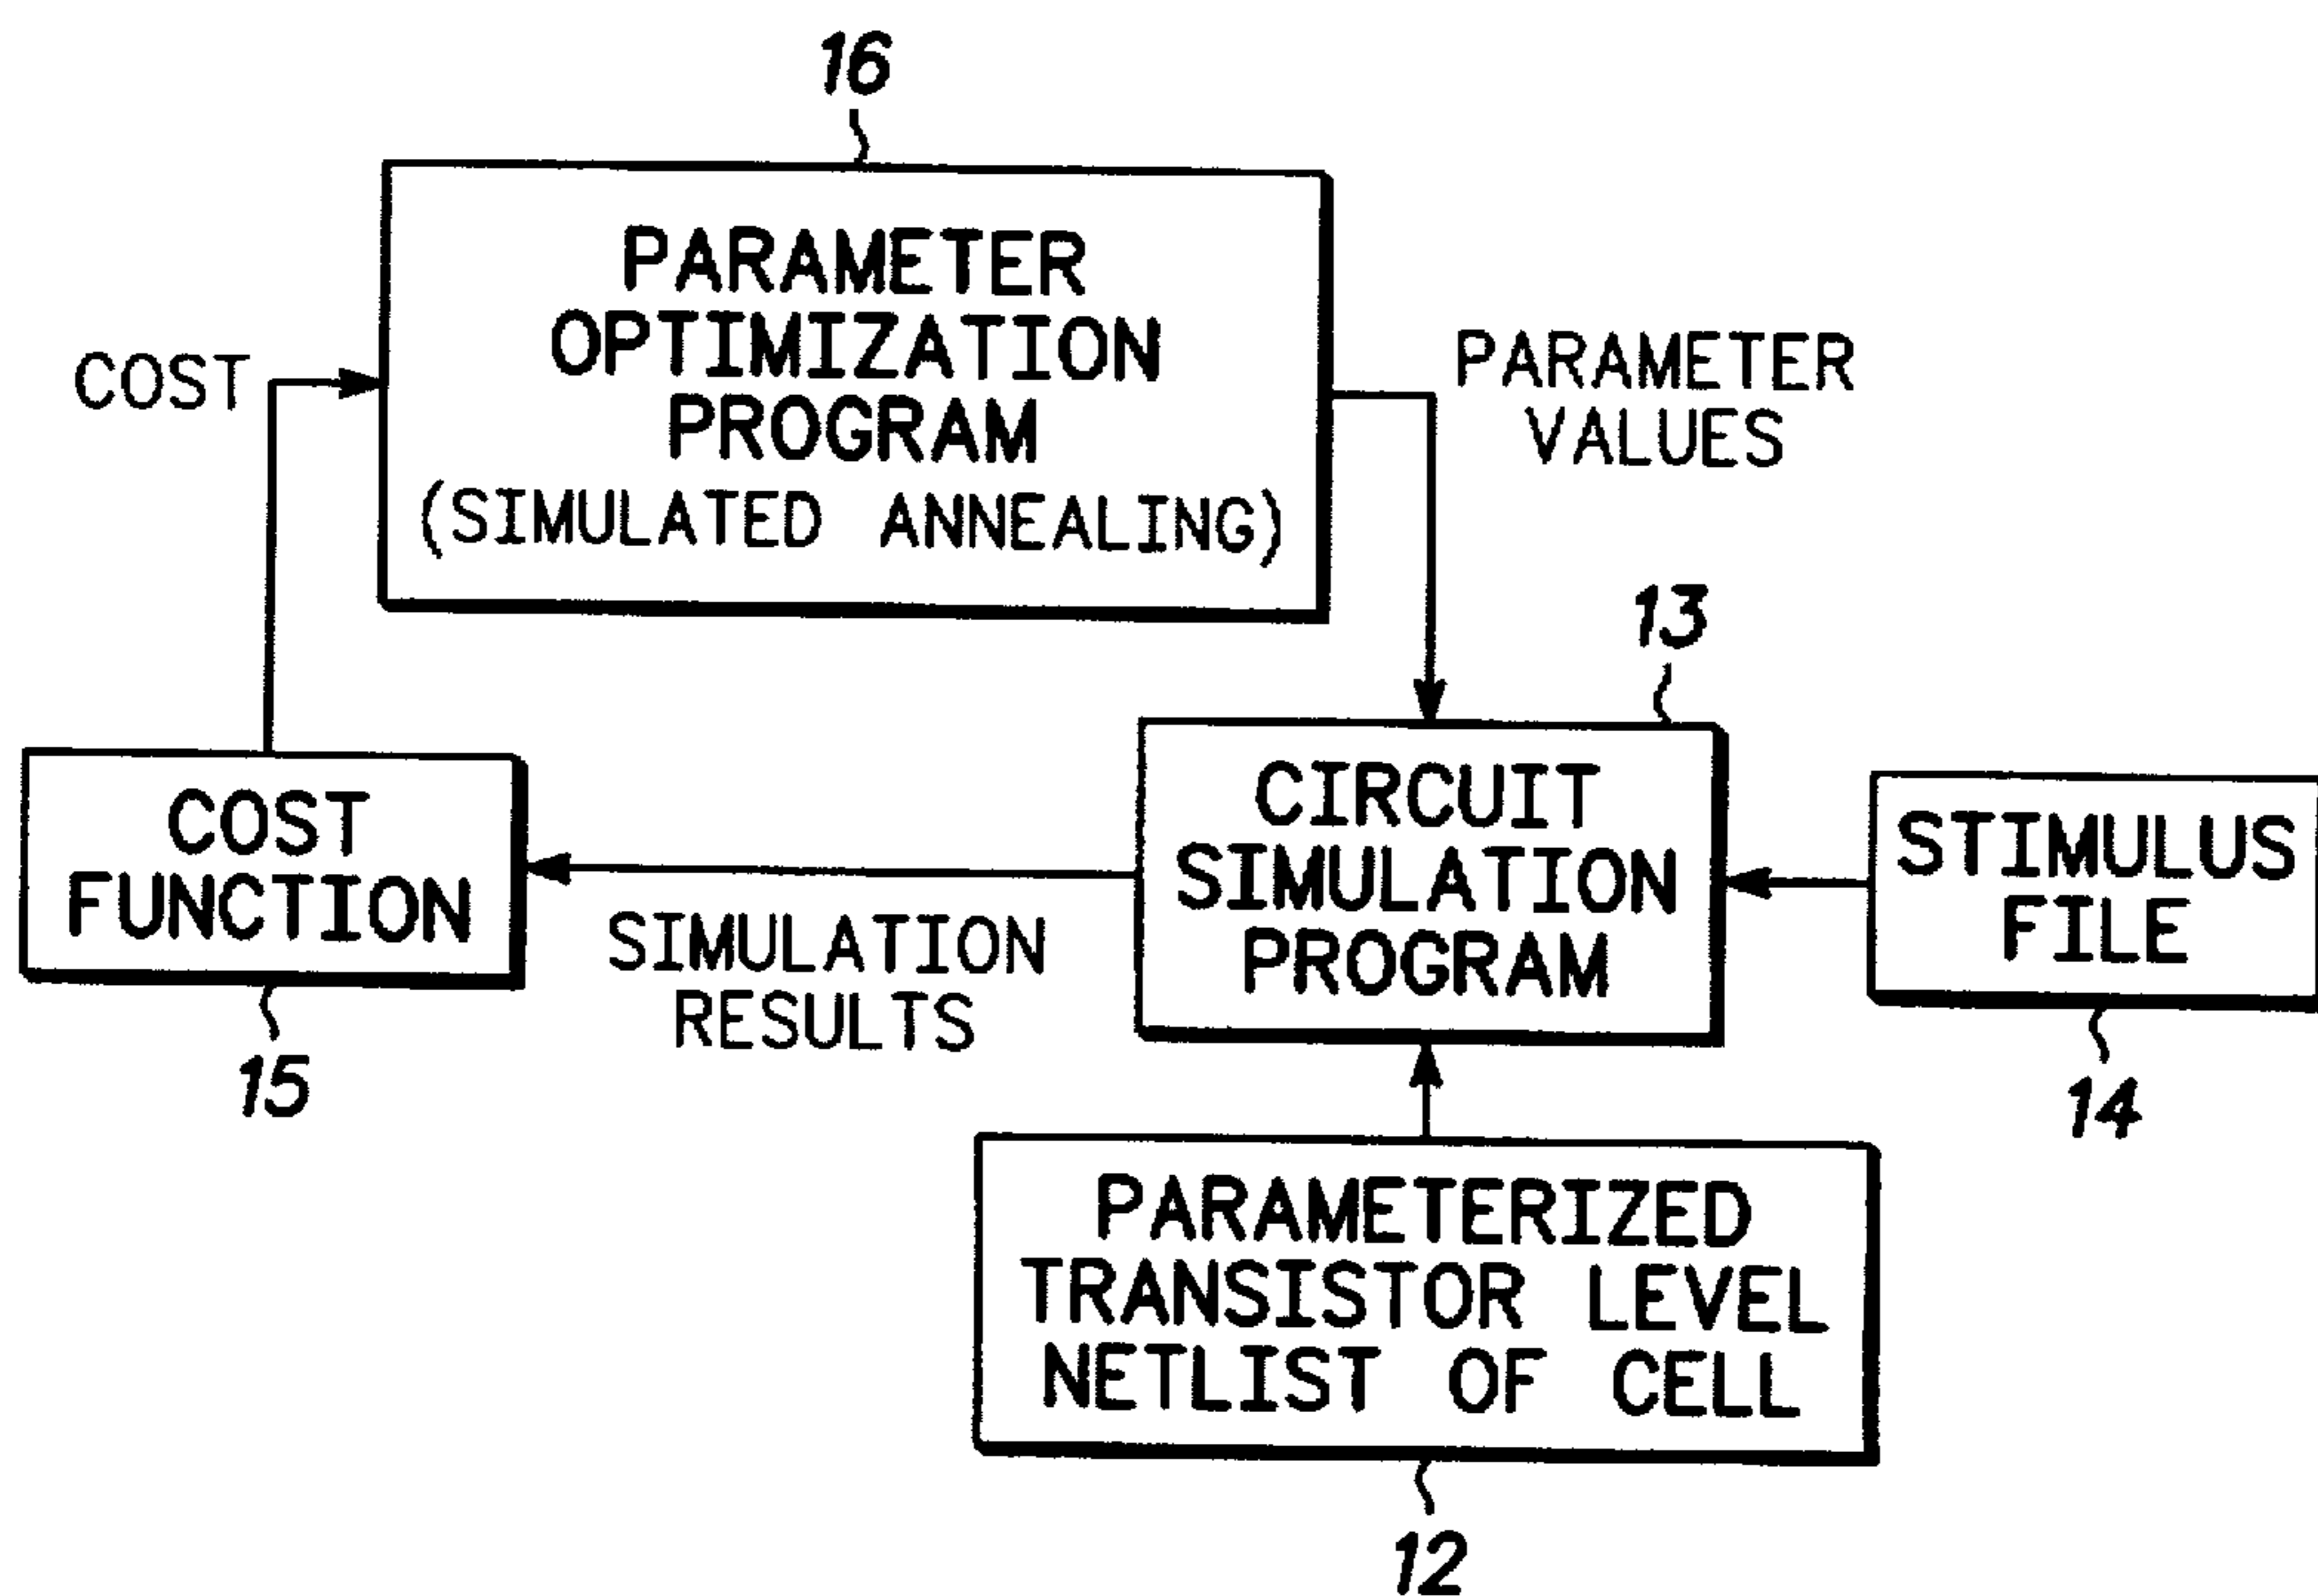 16
PARAMETER
OPTIMIZATION
PROGRAM
(SIMULATED ANNEALING)
COST
PARAMETER
VALUES
13
CIRCUIT
SIMULATION
PROGRAM
COST
FUNCTION
STIMULUS
FILE
SIMULATION
RESULTS
15
14
PARAMETERIZED
TRANSISTOR LEVEL
NETLIST OF CELL
12